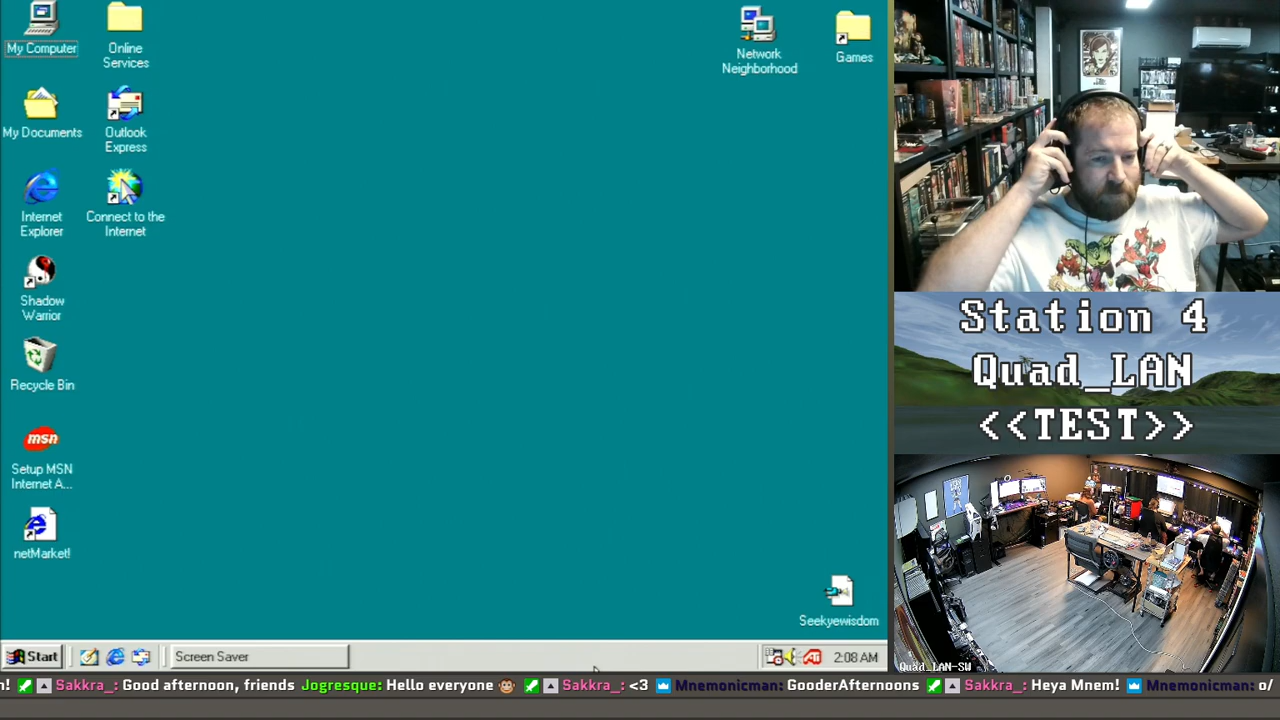 My Computer
Online
Services
My Documents
Outlook
Express
Internet
Explorer
Connect to the
Internet
Shadow
Warrior
Recycle Bin
msn
Setup MSN
Internet A...
netMarket!
Network
Neighborhood
Games
Seekyewisdom
Start
Screen Saver
ATI
2:08 AM
Station 4
Quad_LAN
<<TEST>>
Quad_LAN-SW
n! Sakkra_: Good afternoon, friends Jogresque: Hello everyone Sakkra_: <3 Mnemonicman: GooderAfternoons Sakkra_: Heya Mnem! Mnemonicman: o/